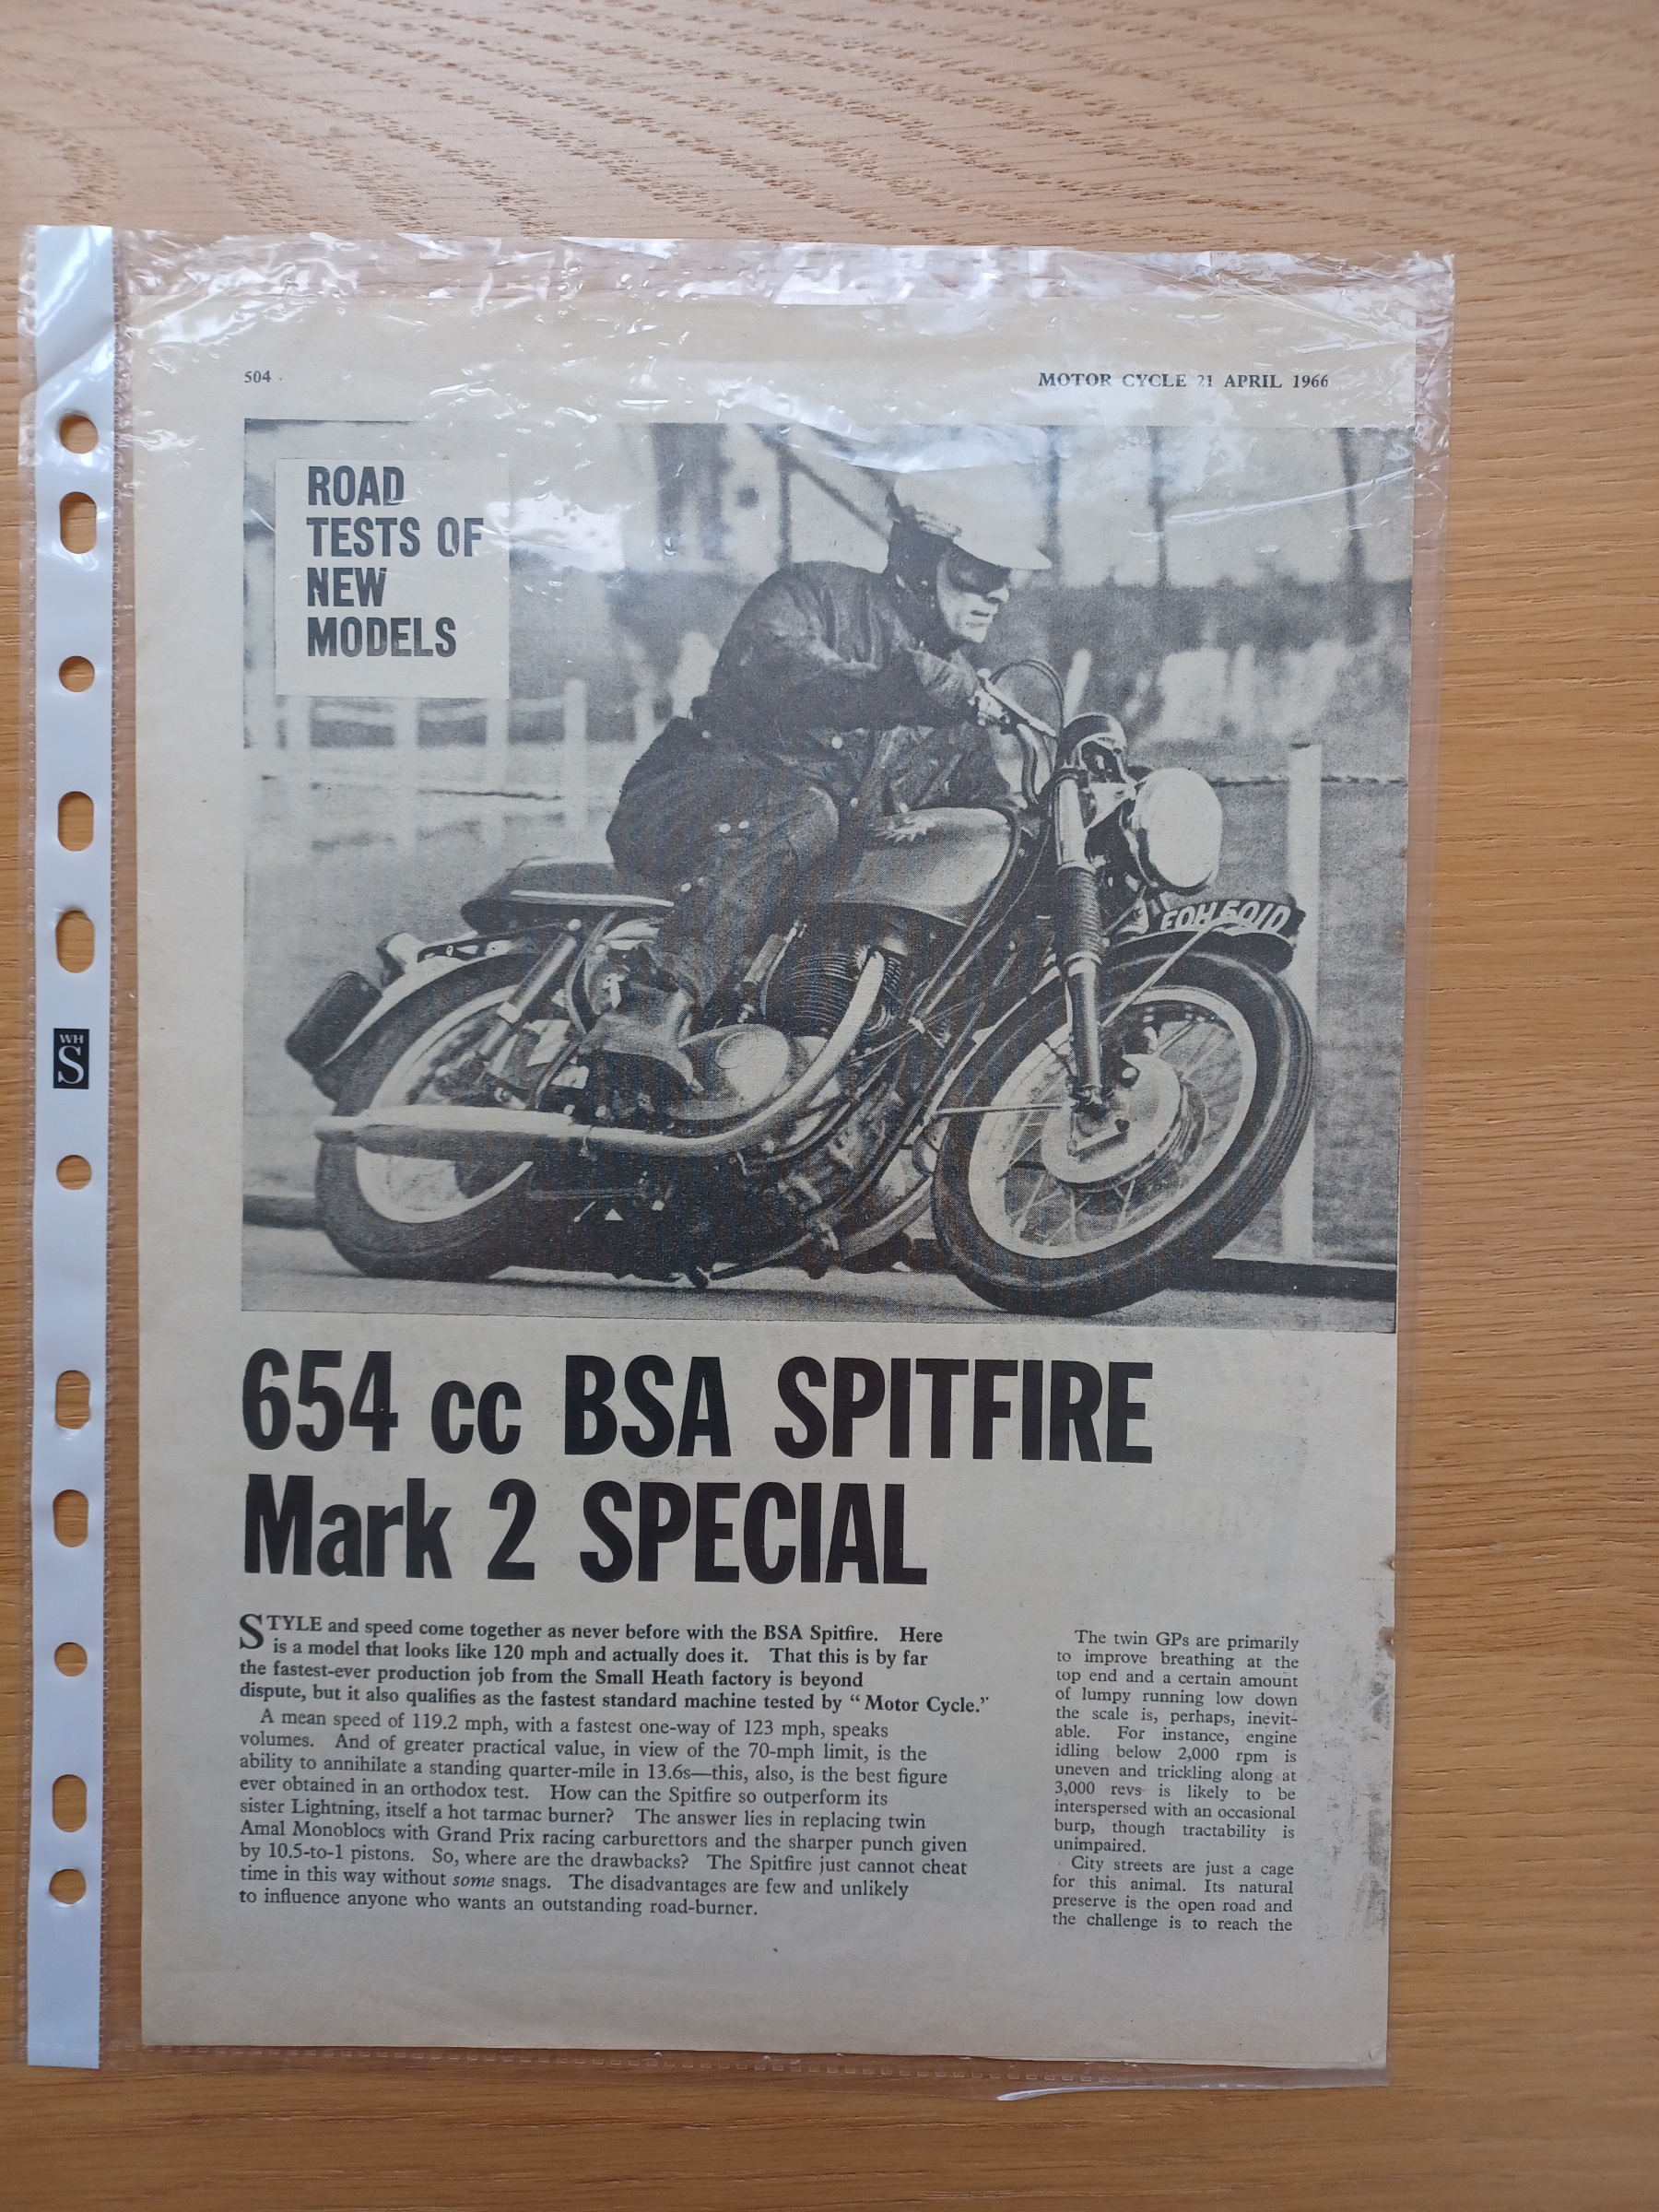 504
MOTOR CYCLE 21 APRIL 1966
ROAD
TESTS OF
NEW
MODELS
EOH 601D
WH
S
654 cc BSA SPITFIRE
Mark 2 SPECIAL
STYLE and speed come together as never before with the BSA Spitfire. Here
is a model that looks like 120 mph and actually does it. That this is by far
the fastest-ever production job from the Small Heath factory is beyond
dispute, but it also qualifies as the fastest standard machine tested by “Motor Cycle.”
A mean speed of 119.2 mph, with a fastest one-way of 123 mph, speaks
volumes. And of greater practical value, in view of the 70-mph limit, is the
ability to annihilate a standing quarter-mile in 13.6s—this, also, is the best figure
ever obtained in an orthodox test. How can the Spitfire so outperform its
sister Lightning, itself a hot tarmac burner? The answer lies in replacing twin
Amal Monoblocs with Grand Prix racing carburettors and the sharper punch given
by 10.5-to-1 pistons. So, where are the drawbacks? The Spitfire just cannot cheat
time in this way without some snags. The disadvantages are few and unlikely
to influence anyone who wants an outstanding road-burner.
The twin GPs are primarily
to improve breathing at the
top end and a certain amount
of lumpy running low down
the scale is, perhaps, inevit-
able. For instance, engine
idling below 2,000 rpm is
uneven and trickling along at
3,000 revs is likely to be
interspersed with an occasional
burp, though tractability is
unimpaired.
City streets are just a cage
for this animal. Its natural
preserve is the open road and
the challenge is to reach the